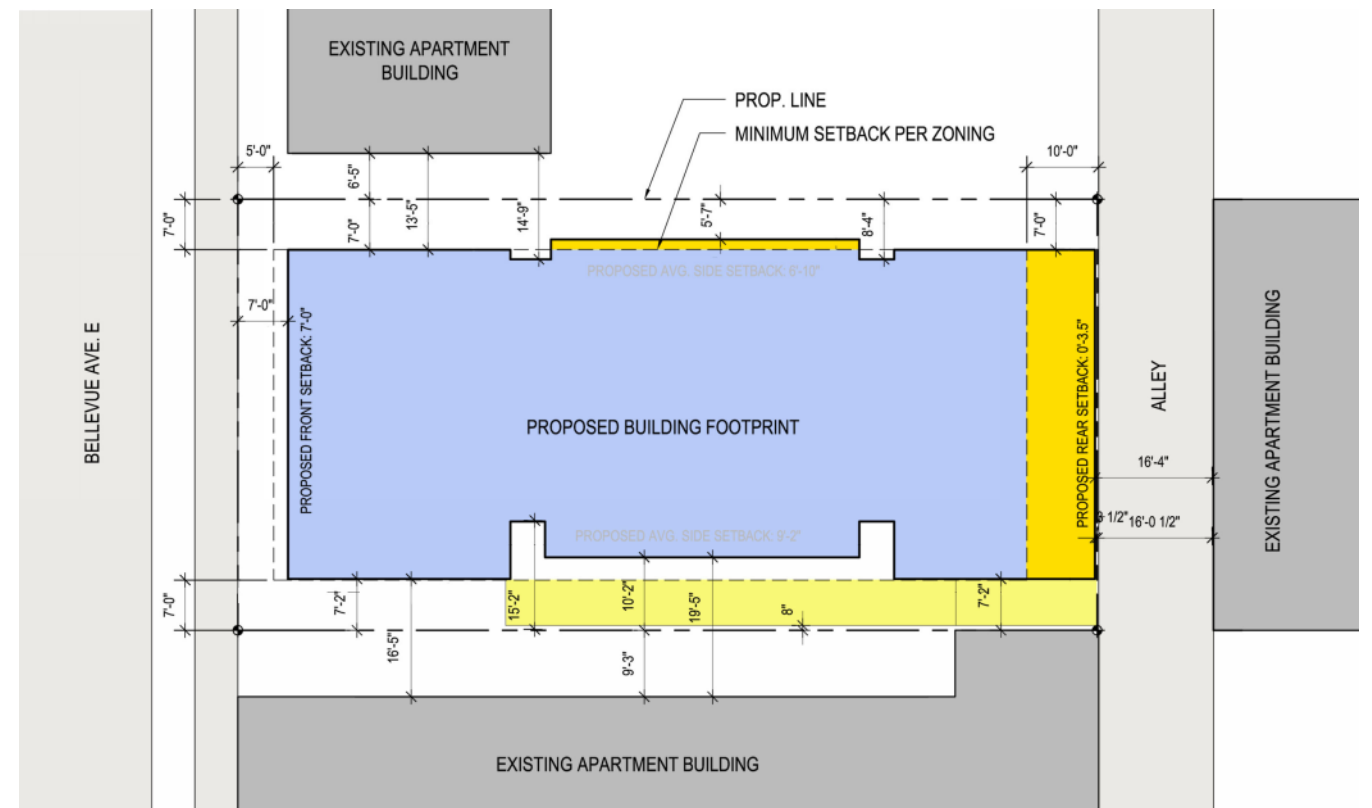 EXISTING APARTMENT
BUILDING
PROP. LINE
MINIMUM SETBACK PER ZONING
5'-0"
10'-0"
6'-5"
7'-0"
7'-0"
13'-5"
14'-9"
5'-7"
8'-4"
7'-0"
PROPOSED AVG. SIDE SETBACK: 6'-10"
7'-0"
PROPOSED FRONT SETBACK: 7'-0"
BELLEVUE AVE. E
PROPOSED BUILDING FOOTPRINT
PROPOSED REAR SETBACK: 0'-3.5"
ALLEY
EXISTING APARTMENT BUILDING
16'-4"
1/2"
16'-0 1/2"
PROPOSED AVG. SIDE SETBACK: 9'-2"
7'-0"
7'-2"
15'-2"
10'-2"
19'-5"
8"
7'-2"
16'-5"
9'-3"
EXISTING APARTMENT BUILDING